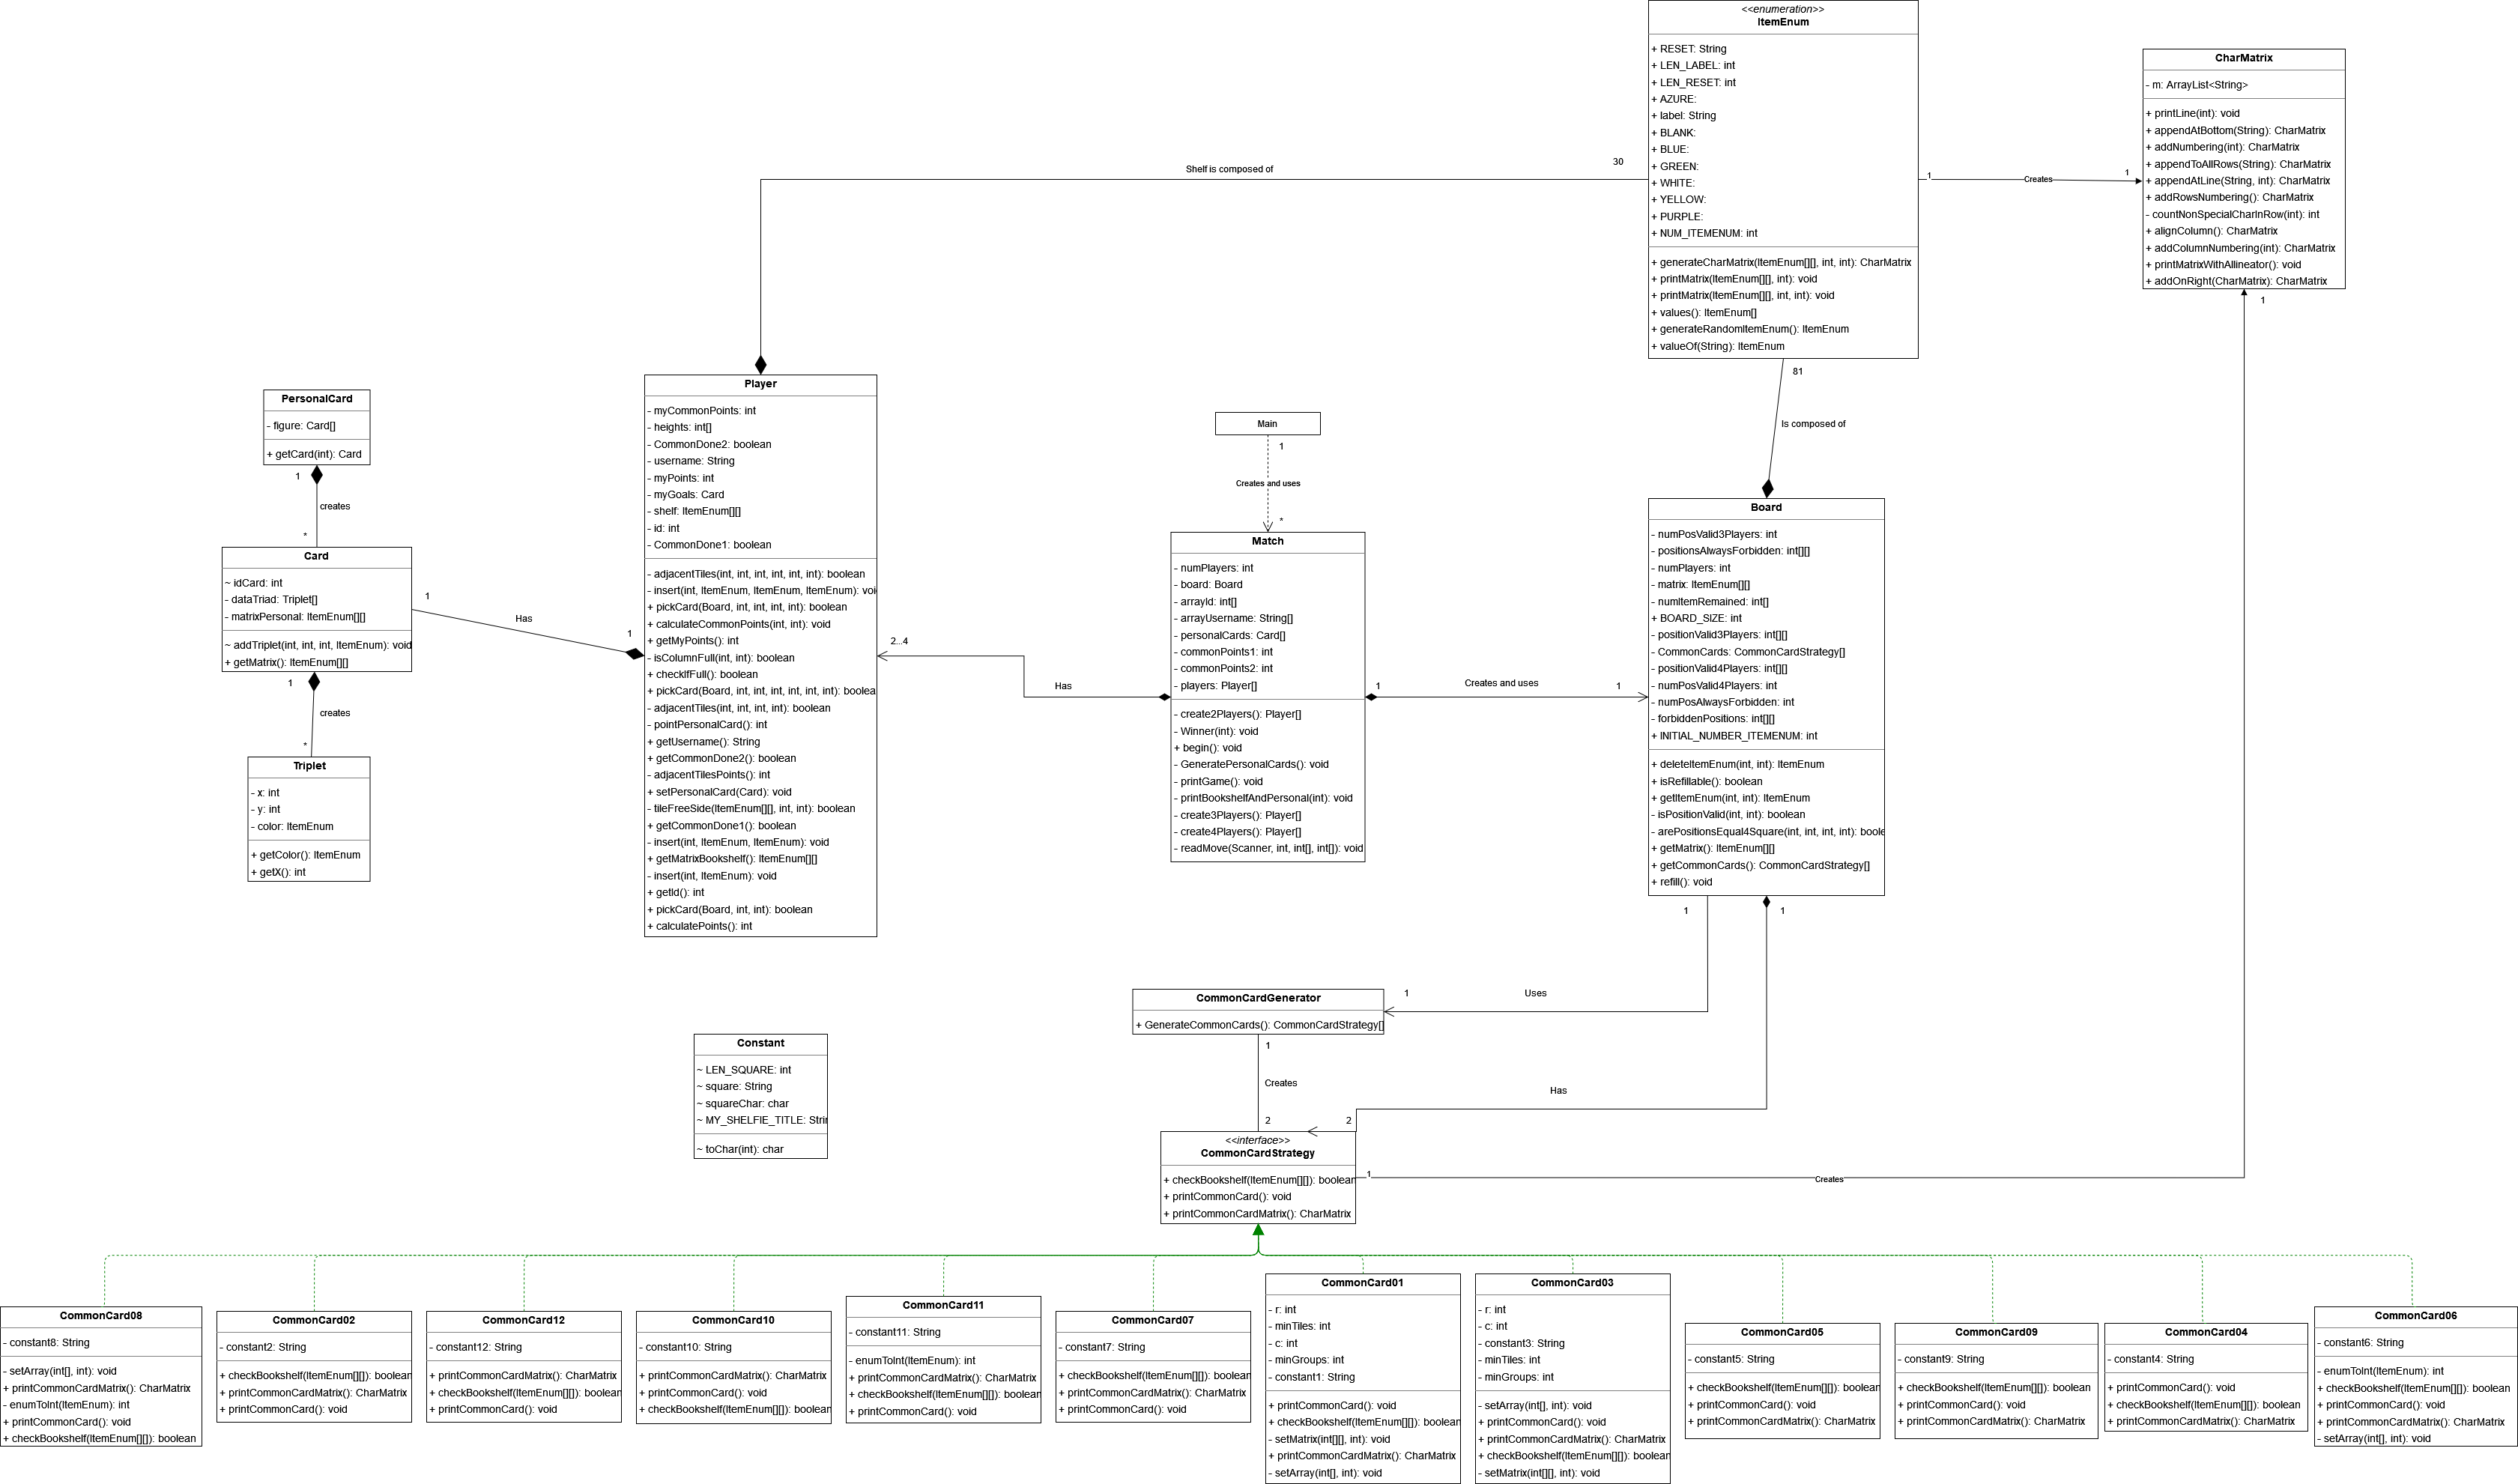 <<enumeration>>
ItemEnum
+ RESET: String
+ LEN_LABEL: int
+ LEN_RESET: int
+ AZURE:
+ label: String
+ BLANK:
+ BLUE:
+ GREEN:
+ WHITE:
+ YELLOW:
+ PURPLE:
+ NUM_ITEMENUM: int
+ generateCharMatrix(ItemEnum[][], int, int): CharMatrix
+ printMatrix(ItemEnum[][], int): void
+ printMatrix(ItemEnum[][], int, int): void
+ values(): ItemEnum[]
+ generateRandomItemEnum(): ItemEnum
+ valueOf(String): ItemEnum
CharMatrix
- m: ArrayList<String>
+ printLine(int): void
+ appendAtBottom(String): CharMatrix
+ addNumbering(int): CharMatrix
+ appendToAllRows(String): CharMatrix
+ appendAtLine(String, int): CharMatrix
+ addRowsNumbering(): CharMatrix
- countNonSpecialCharInRow(int): int
+ alignColumn(): CharMatrix
+ addColumnNumbering(int): CharMatrix
+ printMatrixWithAllineator(): void
+ addOnRight(CharMatrix): CharMatrix
1
Creates
1
1
30
Shelf is composed of
81
Is composed of
PersonalCard
- figure: Card[]
+ getCard(int): Card
1
creates
*
Card
~ idCard: int
- dataTriad: Triplet[]
- matrixPersonal: ItemEnum[][]
~ addTriplet(int, int, int, ItemEnum): void
+ getMatrix(): ItemEnum[][]
1
creates
*
Triplet
- x: int
- y: int
- color: ItemEnum
+ getColor(): ItemEnum
+ getX(): int
1
Has
1
Player
- myCommonPoints: int
- heights: int[]
- CommonDone2: boolean
- username: String
- myPoints: int
- myGoals: Card
- shelf: ItemEnum[][]
- id: int
- CommonDone1: boolean
- adjacentTiles(int, int, int, int, int, int): boolean
- insert(int, ItemEnum, ItemEnum, ItemEnum): voi
+ pickCard(Board, int, int, int, int): boolean
+ calculateCommonPoints(int, int): void
+ getMyPoints(): int
- isColumnFull(int, int): boolean
+ checkIfFull(): boolean
+ pickCard(Board, int, int, int, int, int, int): boolea
- adjacentTiles(int, int, int, int): boolean
- pointPersonalCard(): int
+ getUsername(): String
+ getCommonDone2(): boolean
- adjacentTilesPoints(): int
+ setPersonalCard(Card): void
- tileFreeSide(ItemEnum[][], int, int): boolean
+ getCommonDone1(): boolean
- insert(int, ItemEnum, ItemEnum): void
+ getMatrixBookshelf(): ItemEnum[][]
- insert(int, ItemEnum): void
+ getId(): int
+ pickCard(Board, int, int): boolean
+ calculatePoints(): int
2...4
Has
Main
1
Creates and uses
*
Match
- numPlayers: int
- board: Board
- arrayId: int[]
- arrayUsername: String[]
- personalCards: Card[]
- commonPoints1: int
- commonPoints2: int
- players: Player[]
- create2Players(): Player[]
- Winner(int): void
+ begin(): void
- GeneratePersonalCards(): void
- printGame(): void
- printBookshelfAndPersonal(int): void
- create3Players(): Player[]
- create4Players(): Player[]
- readMove(Scanner, int, int[], int[]): void
1
Creates and uses
1
Board
- numPosValid3Players: int
- positionsAlwaysForbidden: int[][]
- numPlayers: int
- matrix: ItemEnum[][]
- numItemRemained: int[]
+ BOARD_SIZE: int
- positionValid3Players: int[][]
- CommonCards: CommonCardStrategy[]
- positionValid4Players: int[][]
- numPosValid4Players: int
- numPosAlwaysForbidden: int
- forbiddenPositions: int[][]
+ INITIAL_NUMBER_ITEMENUM: int
+ deleteItemEnum(int, int): ItemEnum
+ isRefillable(): boolean
+ getItemEnum(int, int): ItemEnum
- isPositionValid(int, int): boolean
- arePositionsEqual4Square(int, int, int, int): boole
+ getMatrix(): ItemEnum[][]
+ getCommonCards(): CommonCardStrategy[]
+ refill(): void
1
1
CommonCardGenerator
+ GenerateCommonCards(): CommonCardStrategy[]
1
Uses
1
Creates
2
Has
2
Constant
~ LEN_SQUARE: int
~ square: String
~ squareChar: char
~ MY_SHELFIE_TITLE: Strin
~ toChar(int): char
<<interface>>
CommonCardStrategy
+ checkBookshelf(ItemEnum[][]): boolean
+ printCommonCard(): void
+ printCommonCardMatrix(): CharMatrix
1
Creates
CommonCard08
- constant8: String
- setArray(int[], int): void
+ printCommonCardMatrix(): CharMatrix
- enumToInt(ItemEnum): int
+ printCommonCard(): void
+ checkBookshelf(ItemEnum[][]): boolean
CommonCard02
- constant2: String
+ checkBookshelf(ItemEnum[][]): boolean
+ printCommonCardMatrix(): CharMatrix
+ printCommonCard(): void
CommonCard12
- constant12: String
+ printCommonCardMatrix(): CharMatrix
+ checkBookshelf(ItemEnum[][]): boolean
+ printCommonCard(): void
CommonCard10
- constant10: String
+ printCommonCardMatrix(): CharMatrix
+ printCommonCard(): void
+ checkBookshelf(ItemEnum[][]): boolean
CommonCard11
- constant11: String
- enumToInt(ItemEnum): int
+ printCommonCardMatrix(): CharMatrix
+ checkBookshelf(ItemEnum[][]): boolean
+ printCommonCard(): void
CommonCard07
- constant7: String
+ checkBookshelf(ItemEnum[][]): boolean
+ printCommonCardMatrix(): CharMatrix
+ printCommonCard(): void
CommonCard01
- r: int
- minTiles: int
- c: int
- minGroups: int
- constant1: String
+ printCommonCard(): void
+ checkBookshelf(ItemEnum[][]): boolean
- setMatrix(int[][], int): void
+ printCommonCardMatrix(): CharMatrix
- setArray(int[], int): void
CommonCard03
- r: int
- c: int
- constant3: String
- minTiles: int
- minGroups: int
- setArray(int[], int): void
+ printCommonCard(): void
+ printCommonCardMatrix(): CharMatrix
+ checkBookshelf(ItemEnum[][]): boolean
- setMatrix(int[][], int): void
CommonCard05
- constant5: String
+ checkBookshelf(ItemEnum[][]): boolean
+ printCommonCard(): void
+ printCommonCardMatrix(): CharMatrix
CommonCard09
- constant9: String
+ checkBookshelf(ItemEnum[][]): boolean
+ printCommonCard(): void
+ printCommonCardMatrix(): CharMatrix
CommonCard04
- constant4: String
+ printCommonCard(): void
+ checkBookshelf(ItemEnum[][]): boolean
+ printCommonCardMatrix(): CharMatrix
CommonCard06
- constant6: String
- enumToInt(ItemEnum): int
+ checkBookshelf(ItemEnum[][]): boolean
+ printCommonCard(): void
+ printCommonCardMatrix(): CharMatrix
- setArray(int[], int): void